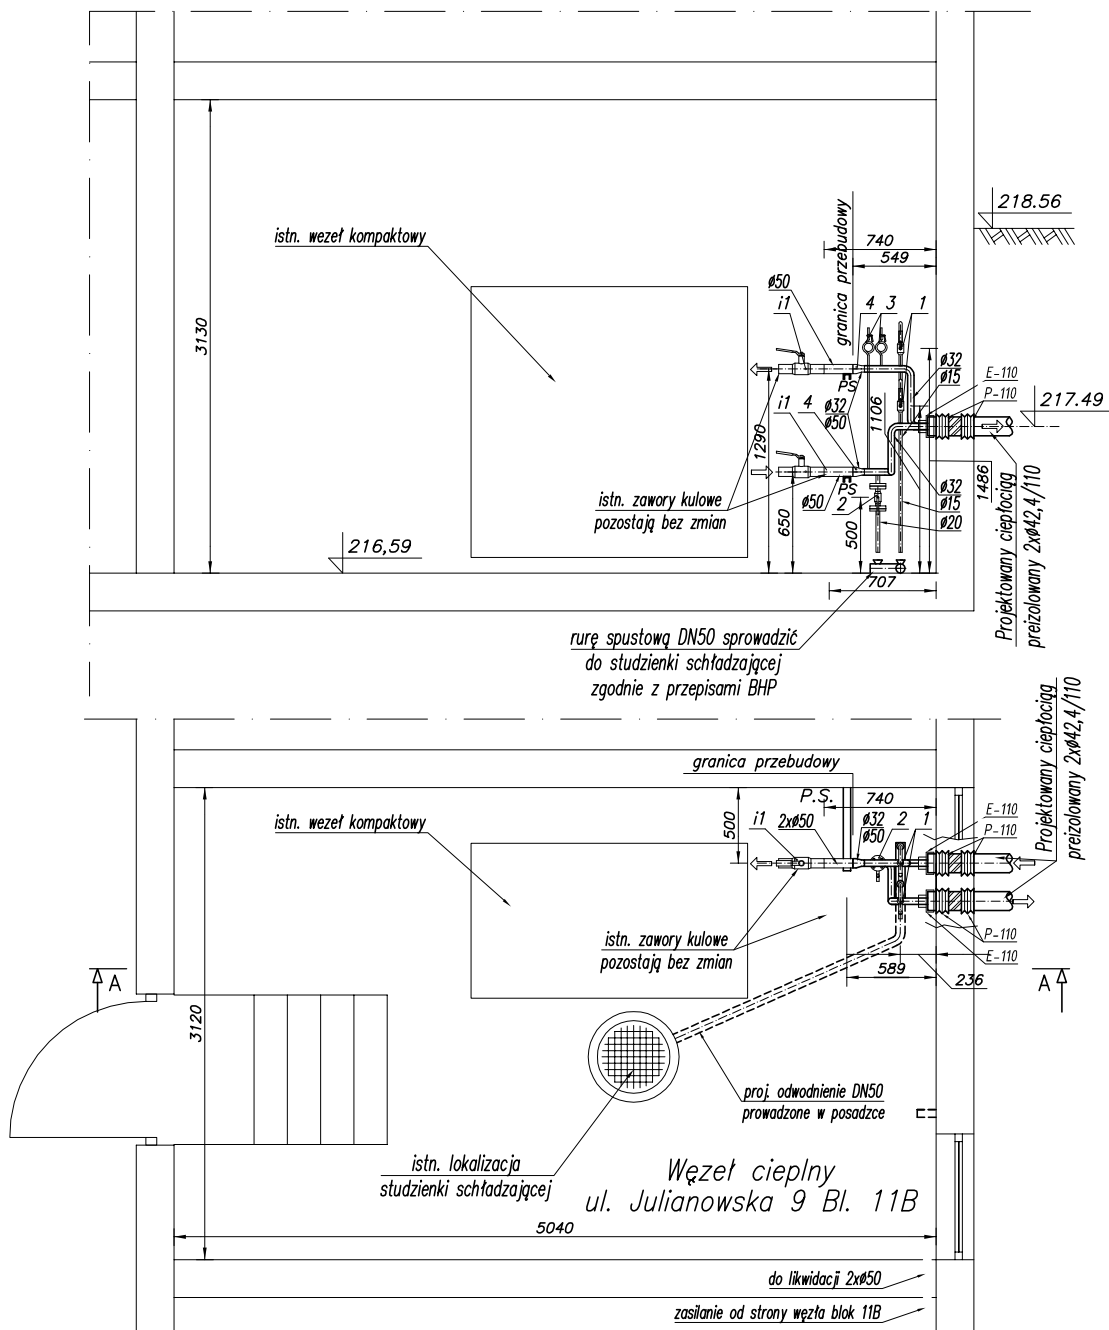 218.56
granica przebudowy
740
549
istn. wezeł kompaktowy
ø50
i1
4
3
1
3130
ø32
ø15
E-110
P-110
217.49
PS
i1
4
ø32
ø50
1106
1290
ø32
ø15
ø20
1486
istn. zawory kulowe
pozostają bez zmian
ø50
PS
2
650
500
216,59
707
Projektowany ciepłociąg
preizolowany 2xø42,4/110
rurę spustową DN50 sprowadzić
do studzienki schładzającej
zgodnie z przepisami BHP
granica przebudowy
P.S.
740
500
istn. wezeł kompaktowy
i1
2xø50
ø32
ø50
2
1
E-110
P-110
Projektowany ciepłociąg
preizolowany 2xø42,4/110
istn. zawory kulowe
pozostają bez zmian
P-110
E-110
589
236
A
A
3120
proj. odwodnienie DN50
prowadzone w posadzce
istn. lokalizacja
studzienki schładzającej
Węzeł cieplny
ul. Julianowska 9 Bl. 11B
5040
do likwidacji 2xø50
zasilanie od strony węzła blok 11B